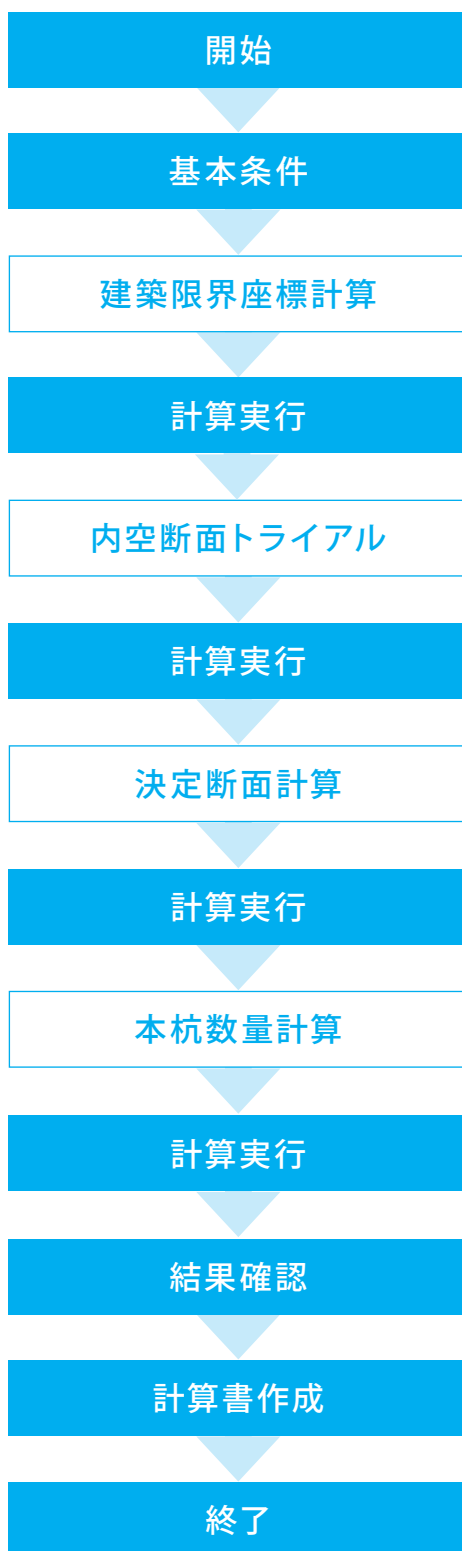 開始
基本条件
建築限界座標計算
計算実行
内空断面トライアル
計算実行
決定断面計算
計算実行
本杭数量計算
計算実行
結果確認
計算書作成
終了